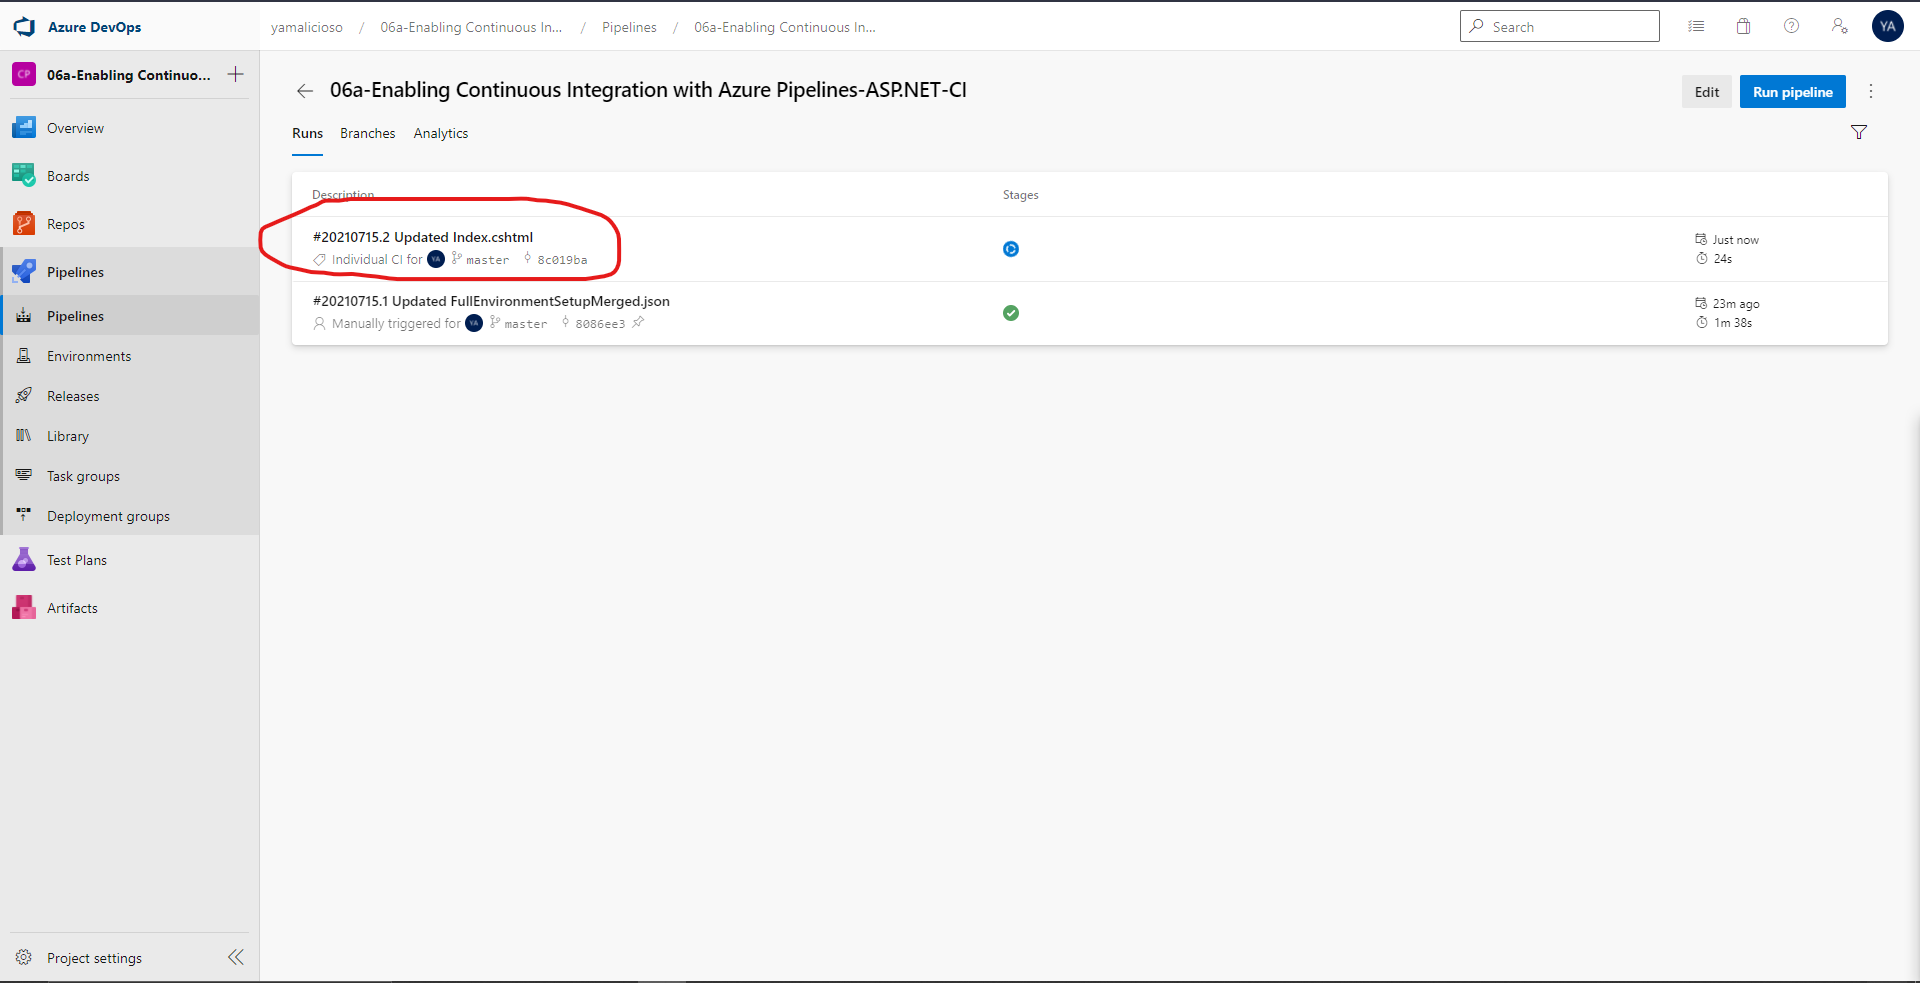 Azure DevOps
yamalicioso / 06a-Enabling Continuous In... / Pipelines / 06a-Enabling Continuous In...
Search
YA
CP 06a-Enabling Continuo...
Overview
Boards
Repos
Pipelines
Pipelines
Environments
Releases
Library
Task groups
Deployment groups
Test Plans
Artifacts
Project settings
06a-Enabling Continuous Integration with Azure Pipelines-ASP.NET-CI
Edit
Run pipeline
Runs Branches Analytics
Description Stages
#20210715.2 Updated Index.cshtml
Individual CI for YA master 8c019ba
Just now
24s
#20210715.1 Updated FullEnvironmentSetupMerged.json
Manually triggered for YA master 8086ee3
23m ago
1m 38s